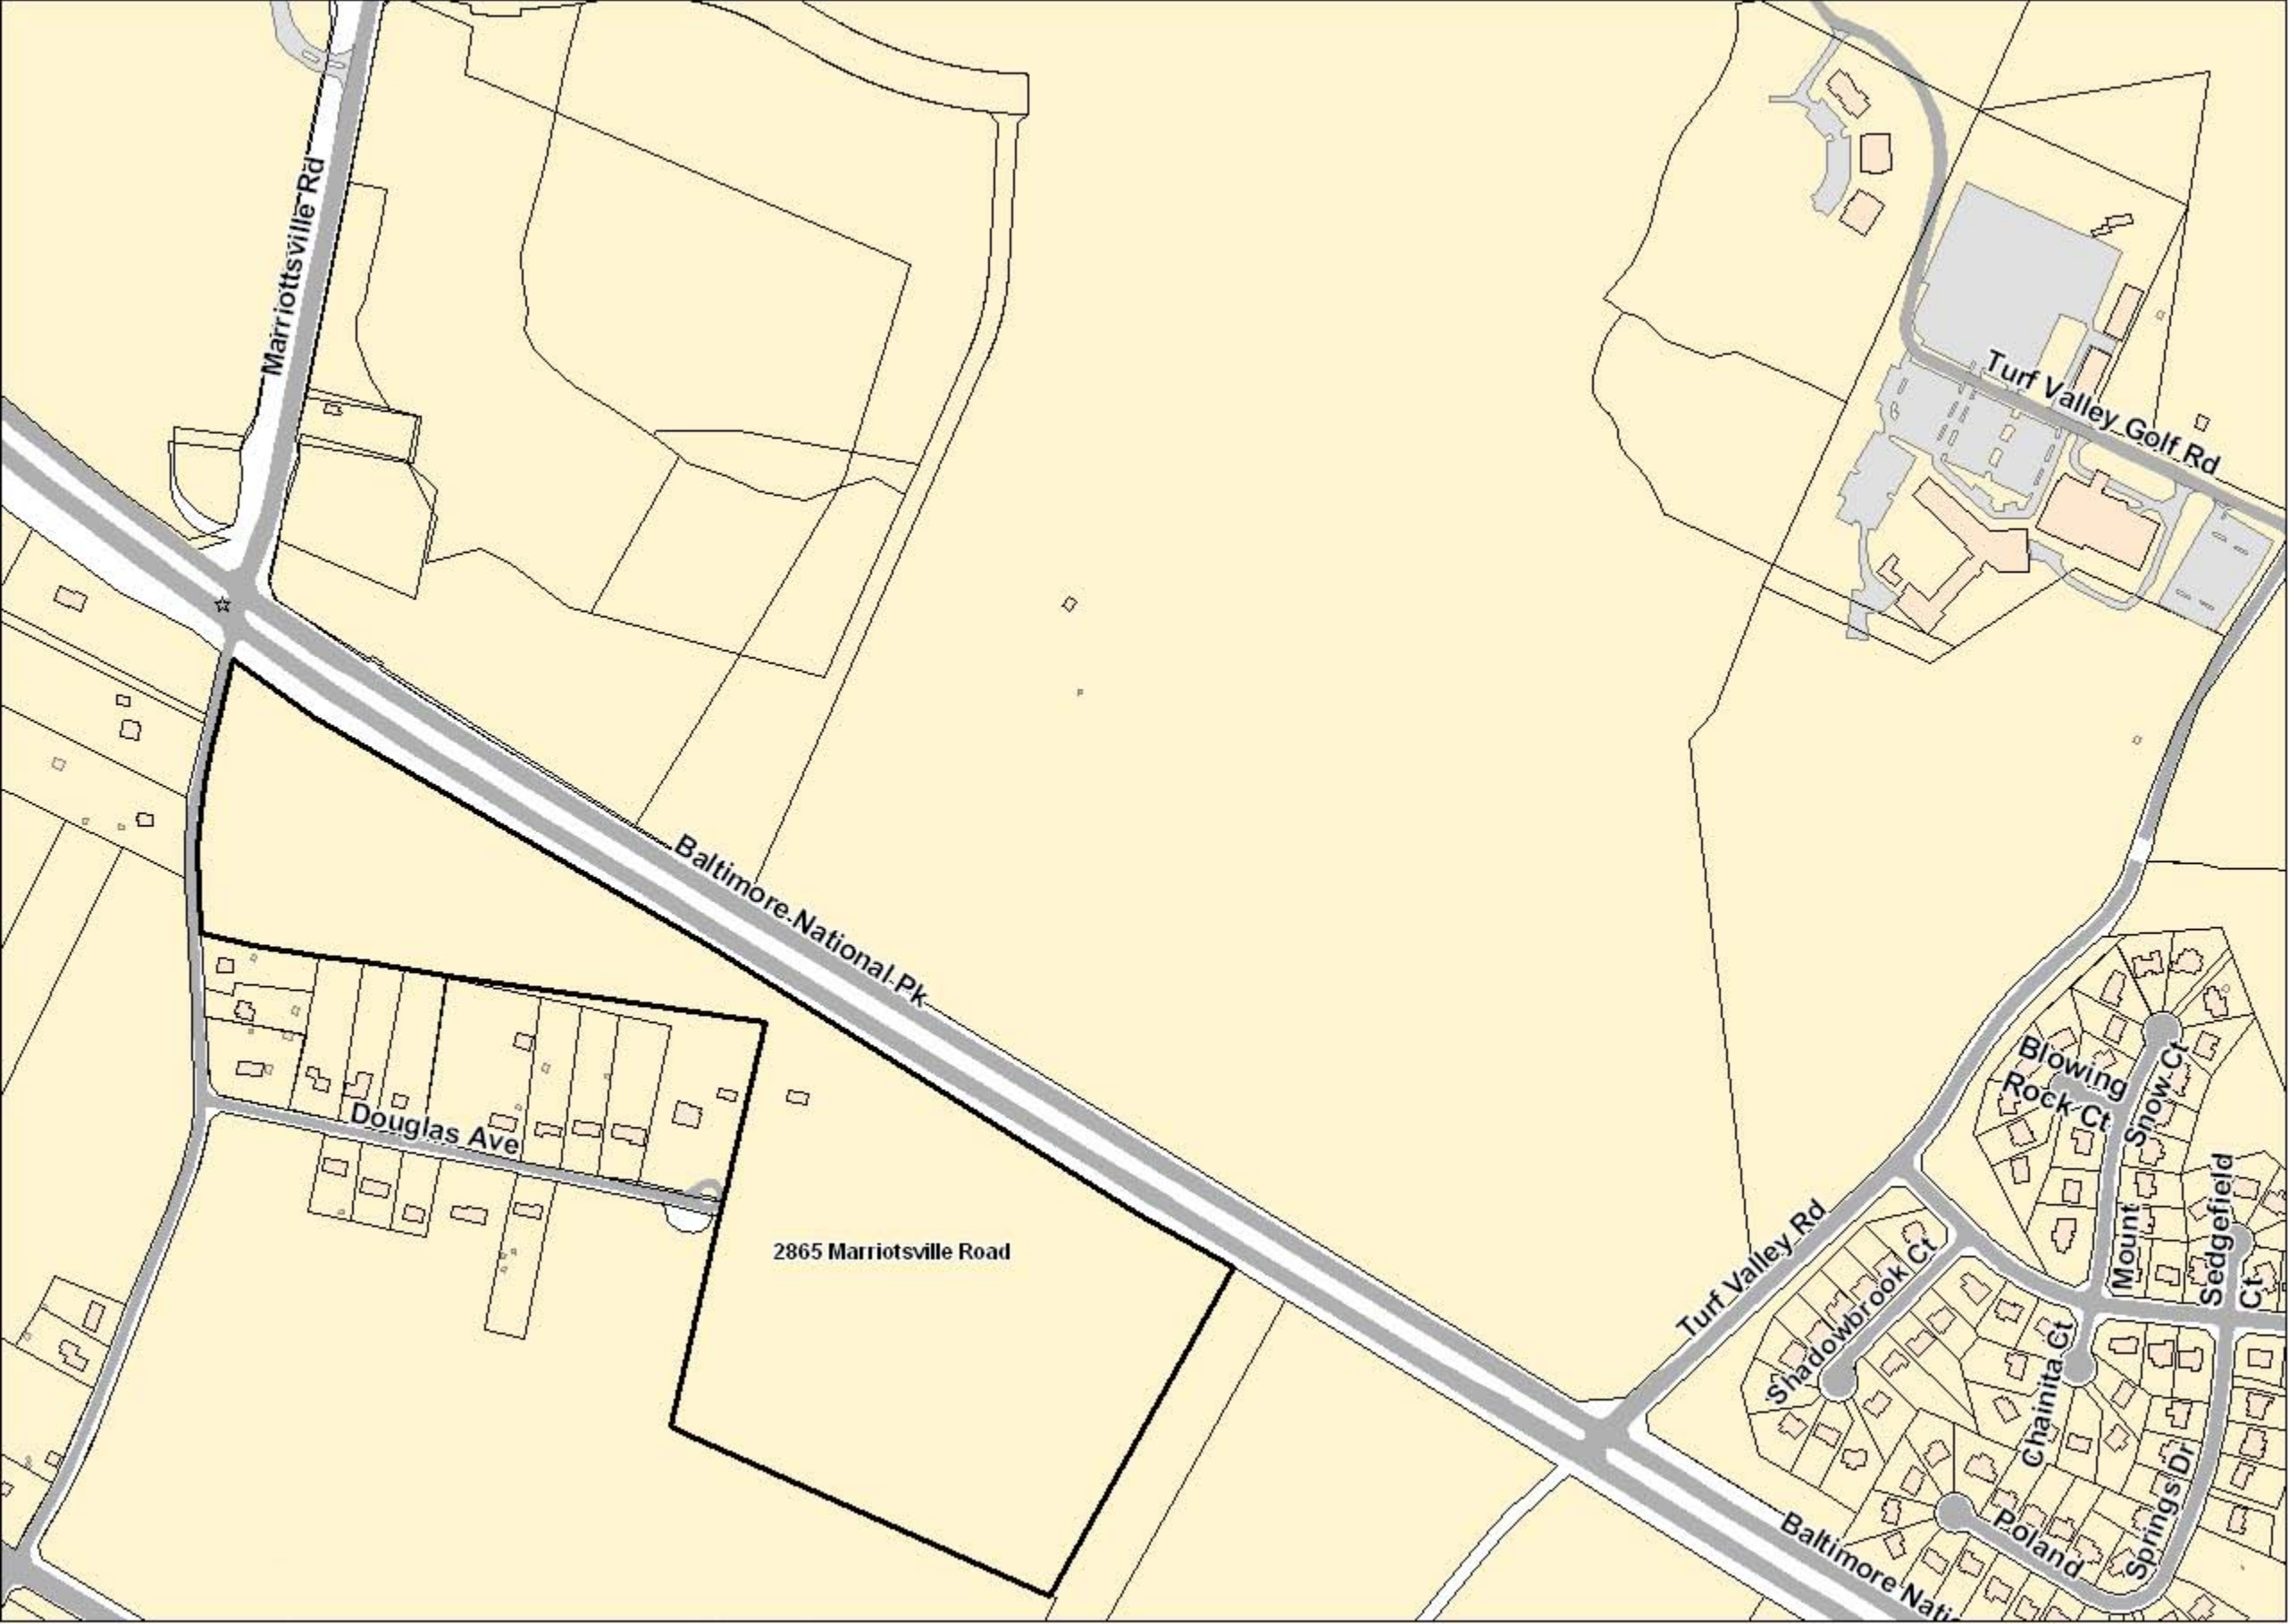 Marriottsville Rd
Turf Valley Golf Rd
Baltimore National Pk
Blowing
Rock Ct
Mount Snow Ct
Douglas Ave
Sedgefield
Ct
2865 Marriotsville Road
Turf Valley Rd
Shadowbrook Ct
Chainita Ct
Springs Dr
Poland
Baltimore Natio